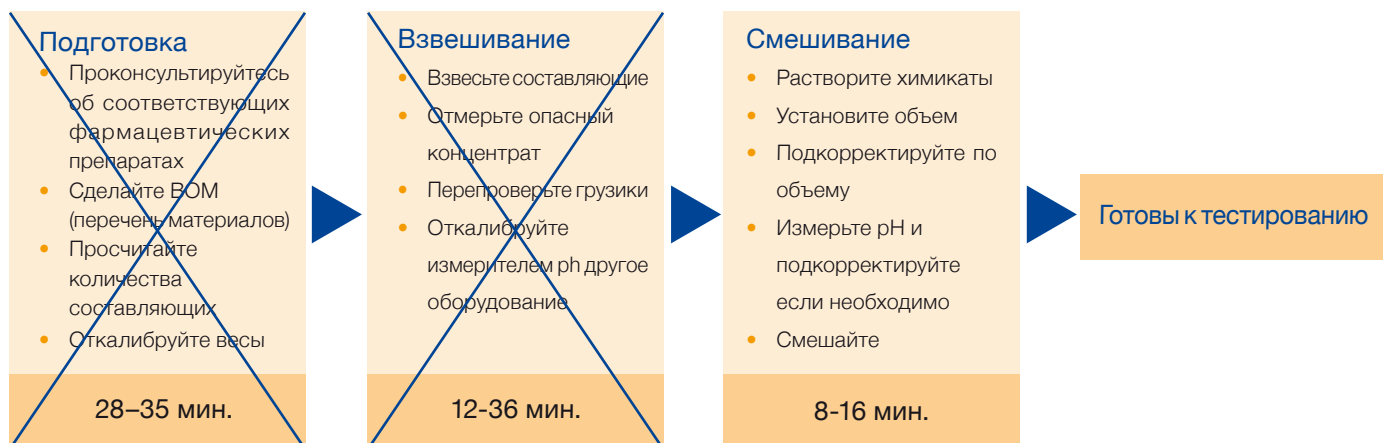 Подготовка
Проконсультируйтесь
об соответствующих
фармацевтических
препаратах
Сделайте BOM
(перечень материалов)
Просчитайте
количества
составляющих
Откалибруйте весы
28–35 мин.
Взвешивание
Взвесьте составляющие
Отмерьте опасный
концентрат
Перепроверьте грузики
Откалибруйте
измерителем ph другое
оборудование
12-36 мин.
Смешивание
Растворите химикаты
Установите объем
Подкорректируйте по
объему
Измерьте pH и
подкорректируйте
если необходимо
Смешайте
8-16 мин.
Готовы к тестированию